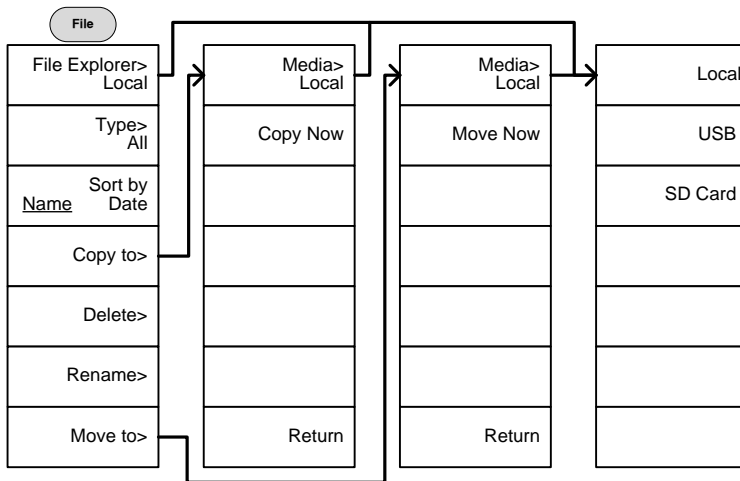 File
File Explorer>
Local
Type>
All
Sort by
Name Date
Copy to>
Delete>
Rename>
Move to>
Media>
Local
Copy Now
Return
Media>
Local
Move Now
Return
Local
USB
SD Card